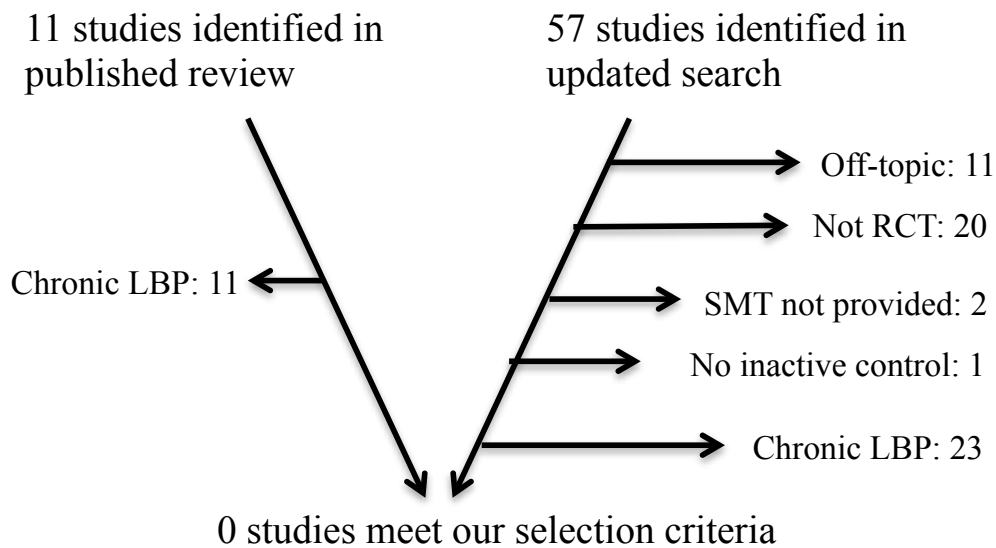 11 studies identified in
published review
57 studies identified in
updated search
Off-topic: 11
Not RCT: 20
Chronic LBP: 11
SMT not provided: 2
No inactive control: 1
Chronic LBP: 23
0 studies meet our selection criteria